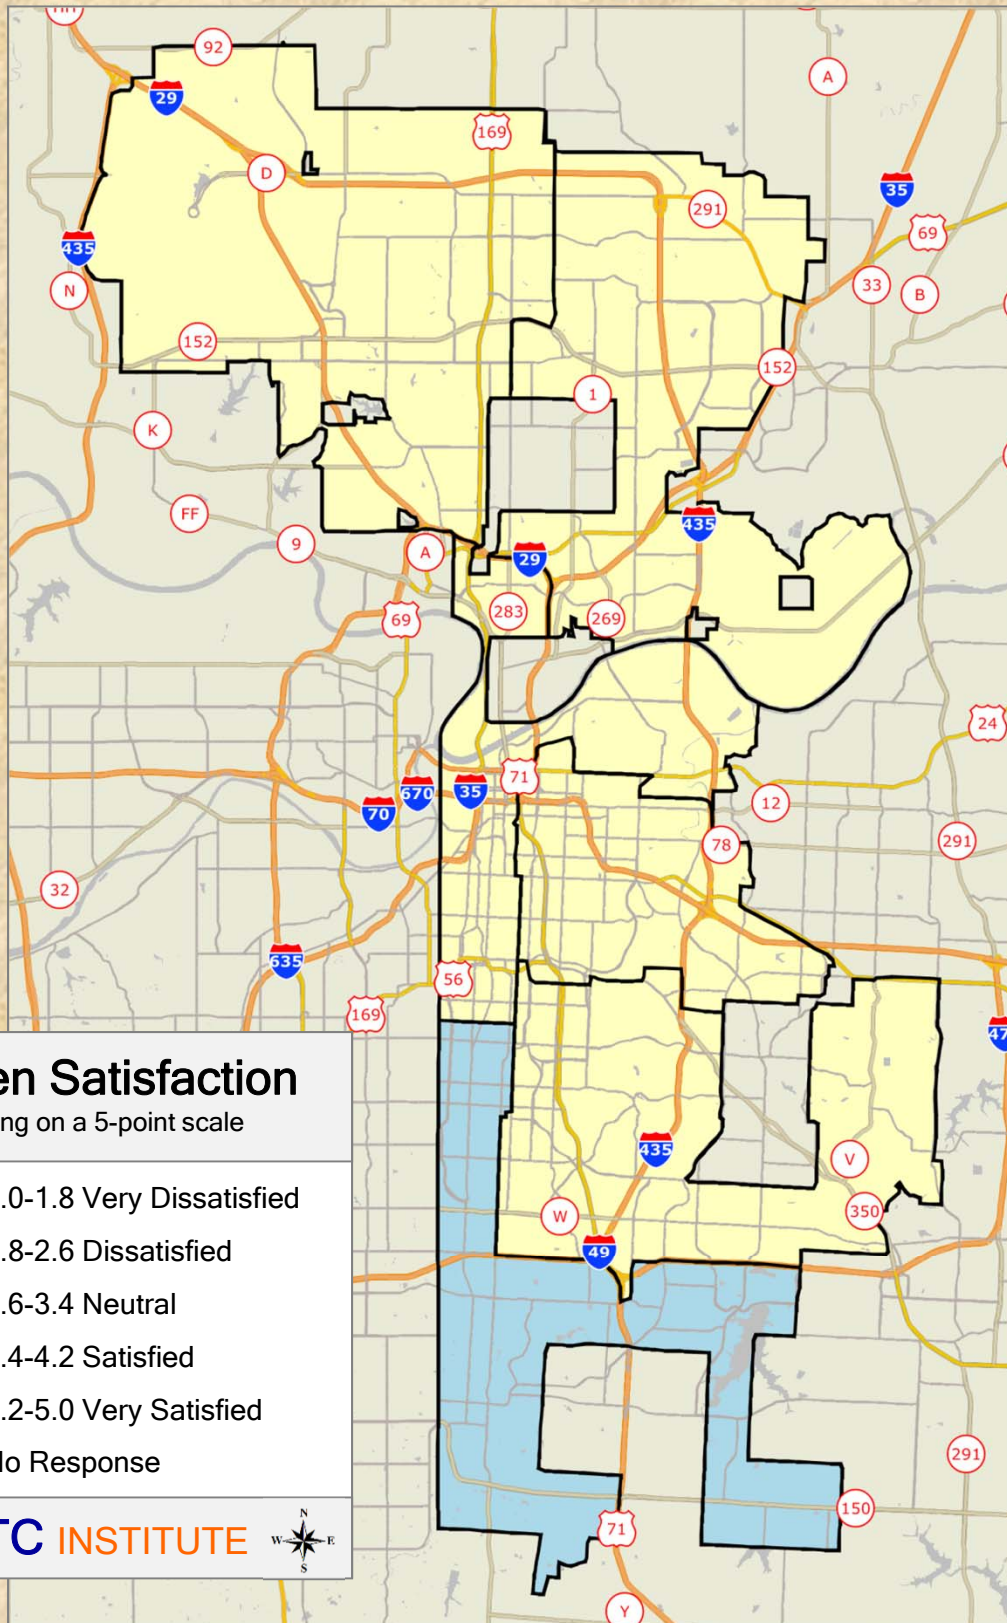 92
A
29
169
D
35
291
69
435
N
33
B
152
152
1
K
FF
435
9
A
29
283
269
69
24
71
670
35
70
12
78
291
32
635
56
169
47
en Satisfaction
ng on a 5-point scale
435
V
.0-1.8 Very Dissatisfied
350
W
.8-2.6 Dissatisfied
49
.6-3.4 Neutral
.4-4.2 Satisfied
.2-5.0 Very Satisfied
291
lo Response
150
N
TC INSTITUTE
W E
71
S
Y